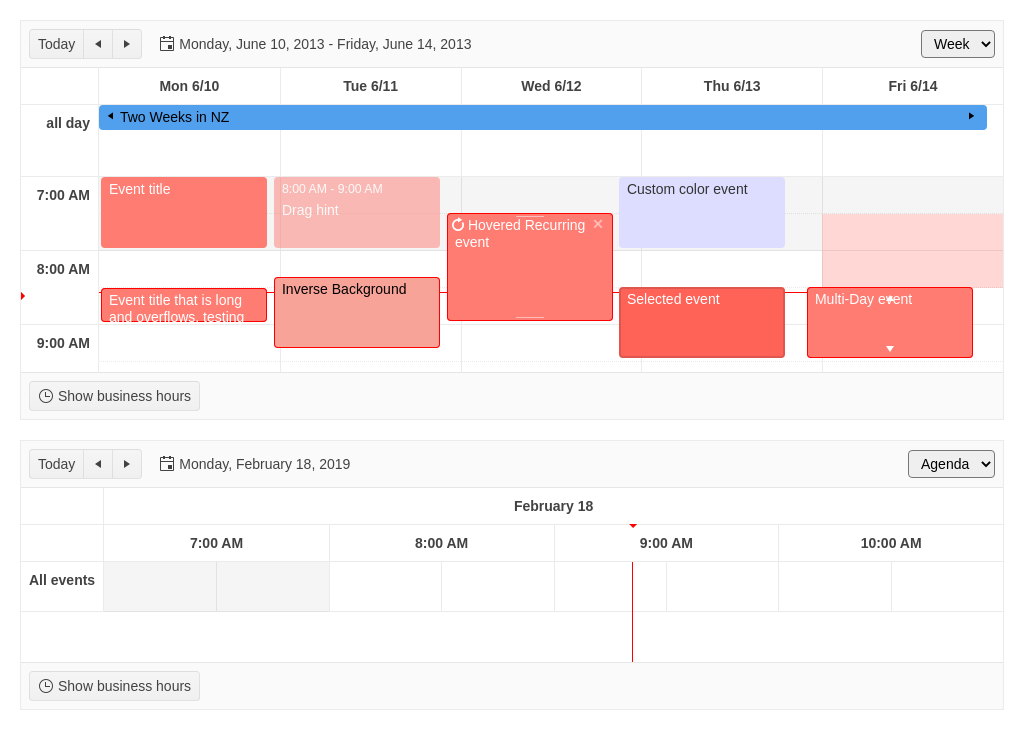 Today
Monday, June 10, 2013 - Friday, June 14, 2013
Week
Mon 6/10
Tue 6/11
Wed 6/12
Thu 6/13
Fri 6/14
all day
Two Weeks in NZ
7:00 AM
Event title
8:00 AM - 9:00 AM
Drag hint
Hovered Recurring
event
Custom color event
8:00 AM
Event title that is long
and overflows, testing
Inverse Background
Selected event
Multi-Day event
9:00 AM
Show business hours
Today
Monday, February 18, 2019
Agenda
February 18
7:00 AM
8:00 AM
9:00 AM
10:00 AM
All events
Show business hours